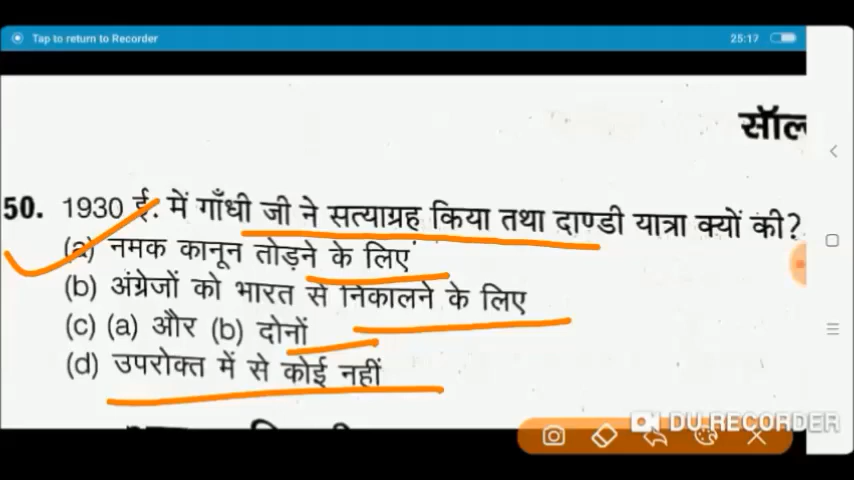 Tap to return to Recorder
25:17
सॉल
50. 1930 ई. में गाँधी जी ने सत्याग्रह किया तथा दाण्डी यात्रा क्यों की?
(a) नमक कानून तोड़ने के लिए
(b) अंग्रेजों को भारत से निकालने के लिए
(c) (a) और (b) दोनों
(d) उपरोक्त में से कोई नहीं
DU RECORDER